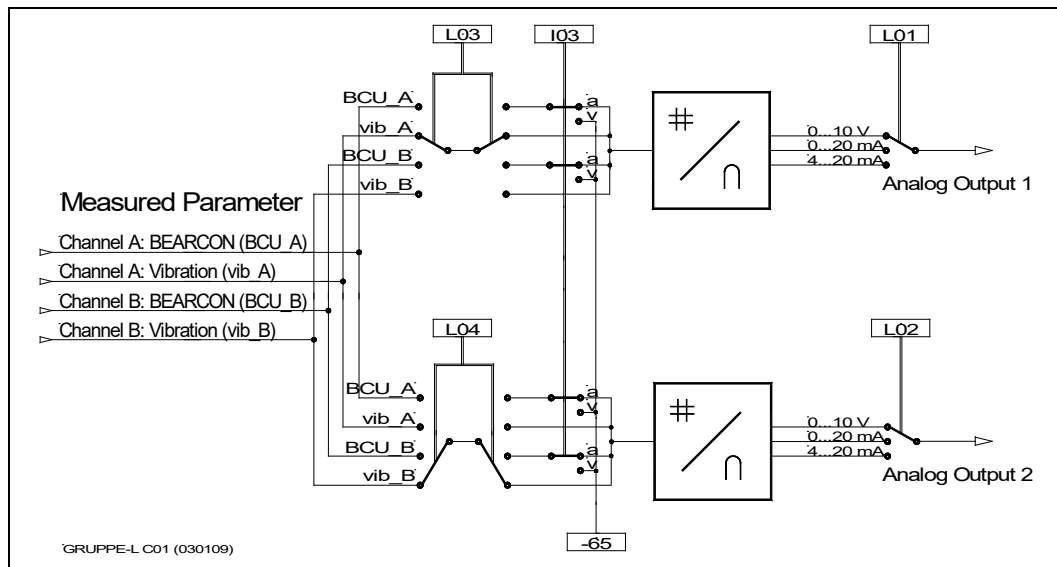 L03 I03 L01
BCU_A a
v
vib_A 0...10 V
BCU_B a 0...20 mA
4...20 mA
vib_B v
Analog Output 1
Measured Parameter
Channel A: BEARCON (BCU_A)
Channel A: Vibration (vib_A)
Channel B: BEARCON (BCU_B)
Channel B: Vibration (vib_B)
L04 L02
BCU_A a
v
vib_A 0...10 V
0...20 mA
BCU_B a 4...20 mA
vib_B v
Analog Output 2
-65
GRUPPE-L C01 (030109)